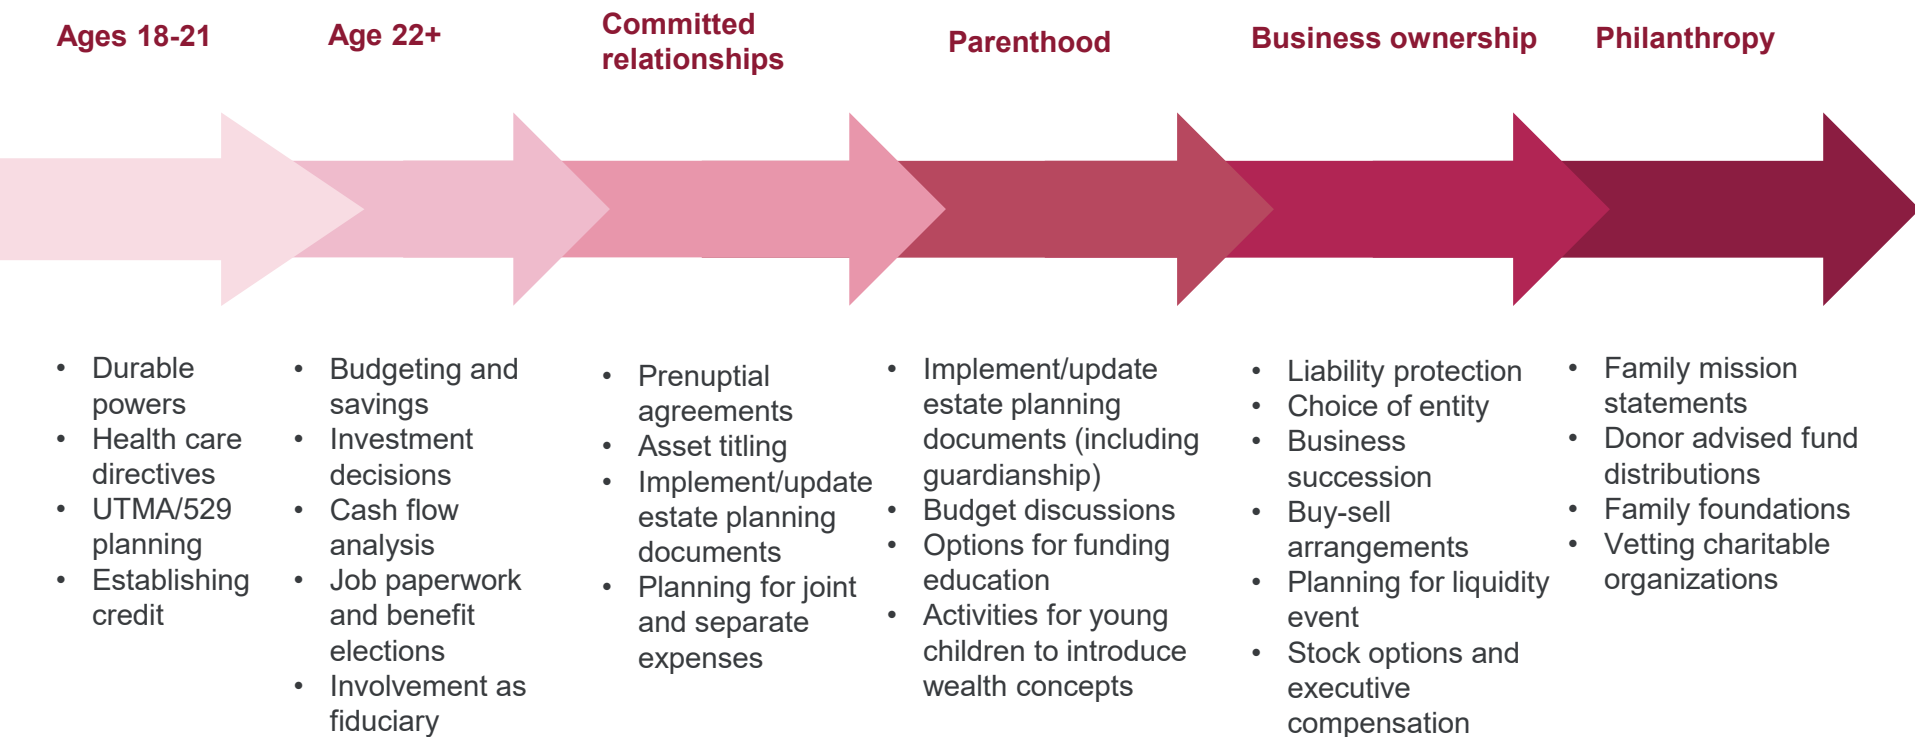 Ages 18-21
Age 22+
Committed
relationships
Parenthood
Business ownership
Philanthropy
• Durable
powers
• Health care
directives
• UTMA/529
planning
• Establishing
credit
• Budgeting and
savings
• Investment
decisions
• Cash flow
analysis
• Job paperwork
and benefit
elections
• Involvement as
fiduciary
• Prenuptial
agreements
• Asset titling
• Implement/update
estate planning
documents
• Planning for joint
and separate
expenses
• Implement/update
estate planning
documents (including
guardianship)
• Budget discussions
• Options for funding
education
• Activities for young
children to introduce
wealth concepts
• Liability protection
• Choice of entity
• Business
succession
• Buy-sell
arrangements
• Planning for liquidity
event
• Stock options and
executive
compensation
• Family mission
statements
• Donor advised fund
distributions
• Family foundations
• Vetting charitable
organizations